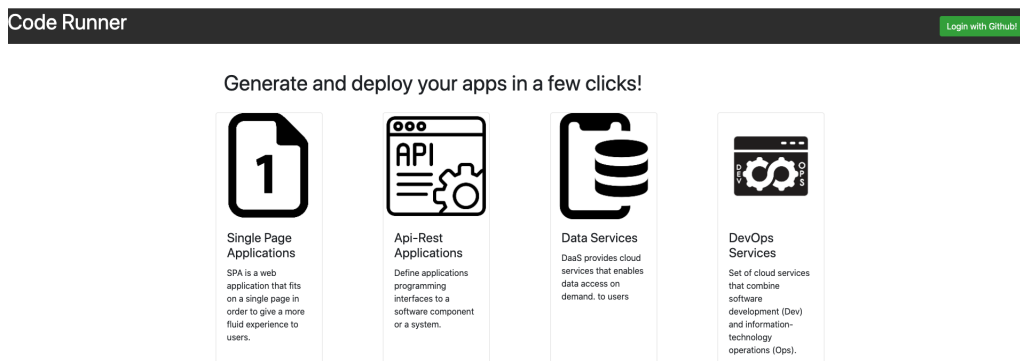 Code Runner
Login with Github!
Generate and deploy your apps in a few clicks!
1
API
DEV
OPS
Single Page
Applications
SPA is a web
application that fits
on a single page in
order to give a more
fluid experience to
users.
Api-Rest
Applications
Define applications
programming
interfaces to a
software component
or a system.
Data Services
DaaS provides cloud
services that enables
data access on
demand. to users
DevOps
Services
Set of cloud services
that combine
software
development (Dev)
and information-
technology
operations (Ops).